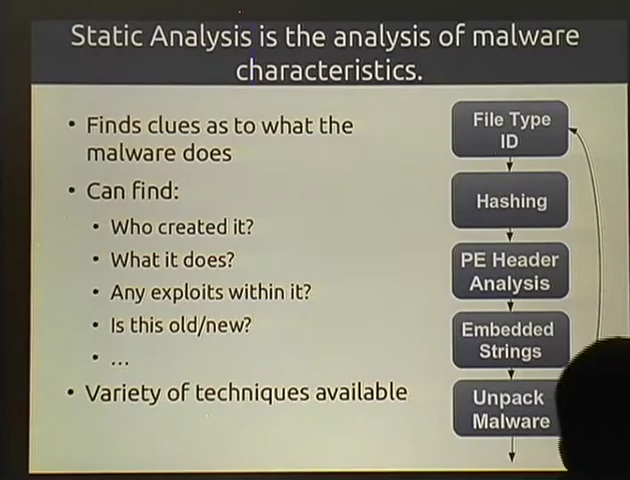 Static Analysis is the analysis of malware
characteristics.
• Finds clues as to what the
malware does
• Can find:
• Who created it?
• What it does?
• Any exploits within it?
• Is this old/new?
• ...
• Variety of techniques available
File Type
ID
Hashing
PE Header
Analysis
Embedded
Strings
Unpack
Malware